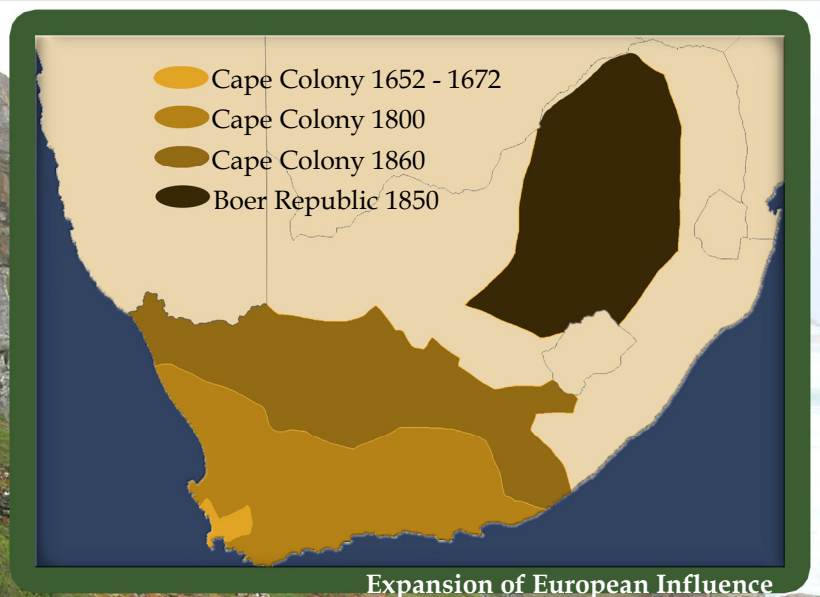 Cape Colony 1652 - 1672
Cape Colony 1800
Cape Colony 1860
Boer Republic 1850
Expansion of European Influence